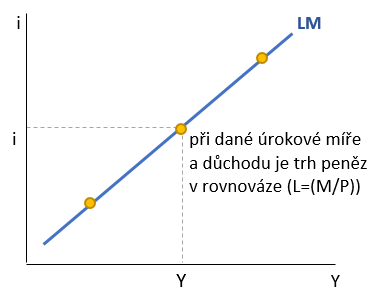 i
LM
i
při dané úrokové míře
a důchodu je trh peněz
v rovnováze (L=(M/P))
Y
Y